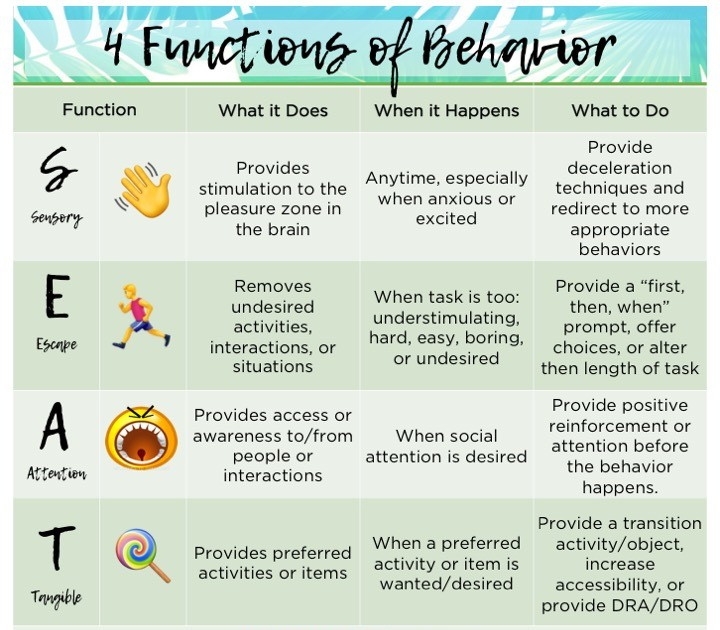 4 Functions of Behavior
Function
What it Does
When it Happens
What to Do
S
Sensory
Provides
stimulation to the
pleasure zone in
the brain
Anytime, especially
when anxious or
excited
Provide
deceleration
techniques and
redirect to more
appropriate
behaviors
E
Escape
Removes
undesired
activities,
interactions, or
situations
When task is too:
understimulating,
hard, easy, boring,
or undesired
Provide a “first,
then, when”
prompt, offer
choices, or alter
then length of task
A
Attention
Provides access or
awareness to/from
people or
interactions
When social
attention is desired
Provide positive
reinforcement or
attention before
the behavior
happens.
T
Tangible
Provides preferred
activities or items
When a preferred
activity or item is
wanted/desired
Provide a transition
activity/object,
increase
accessibility, or
provide DRA/DRO